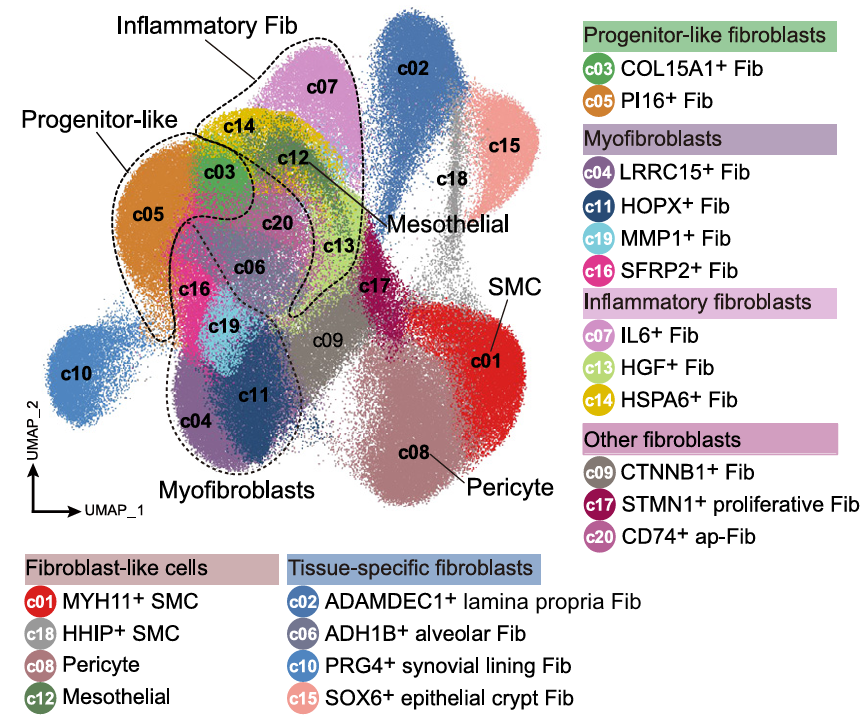 Inflammatory Fib
Progenitor-like
c02
c07
c14
c15
c12
c03
c18
c05
c20
Mesothelial
c13
c06
c17
c16
SMC
c19
c09
c01
c10
c11
c04
c08
Myofibroblasts
Pericyte
UMAP_2
UMAP_1
Progenitor-like fibroblasts
c03 COL15A1⁺ Fib
c05 PI16⁺ Fib
Myofibroblasts
c04 LRRC15⁺ Fib
c11 HOPX⁺ Fib
c19 MMP1⁺ Fib
c16 SFRP2⁺ Fib
Inflammatory fibroblasts
c07 IL6⁺ Fib
c13 HGF⁺ Fib
c14 HSPA6⁺ Fib
Other fibroblasts
c09 CTNNB1⁺ Fib
c17 STMN1⁺ proliferative Fib
c20 CD74⁺ ap-Fib
Fibroblast-like cells
c01 MYH11⁺ SMC
c18 HHIP⁺ SMC
c08 Pericyte
c12 Mesothelial
Tissue-specific fibroblasts
c02 ADAMDEC1⁺ lamina propria Fib
c06 ADH1B⁺ alveolar Fib
c10 PRG4⁺ synovial lining Fib
c15 SOX6⁺ epithelial crypt Fib